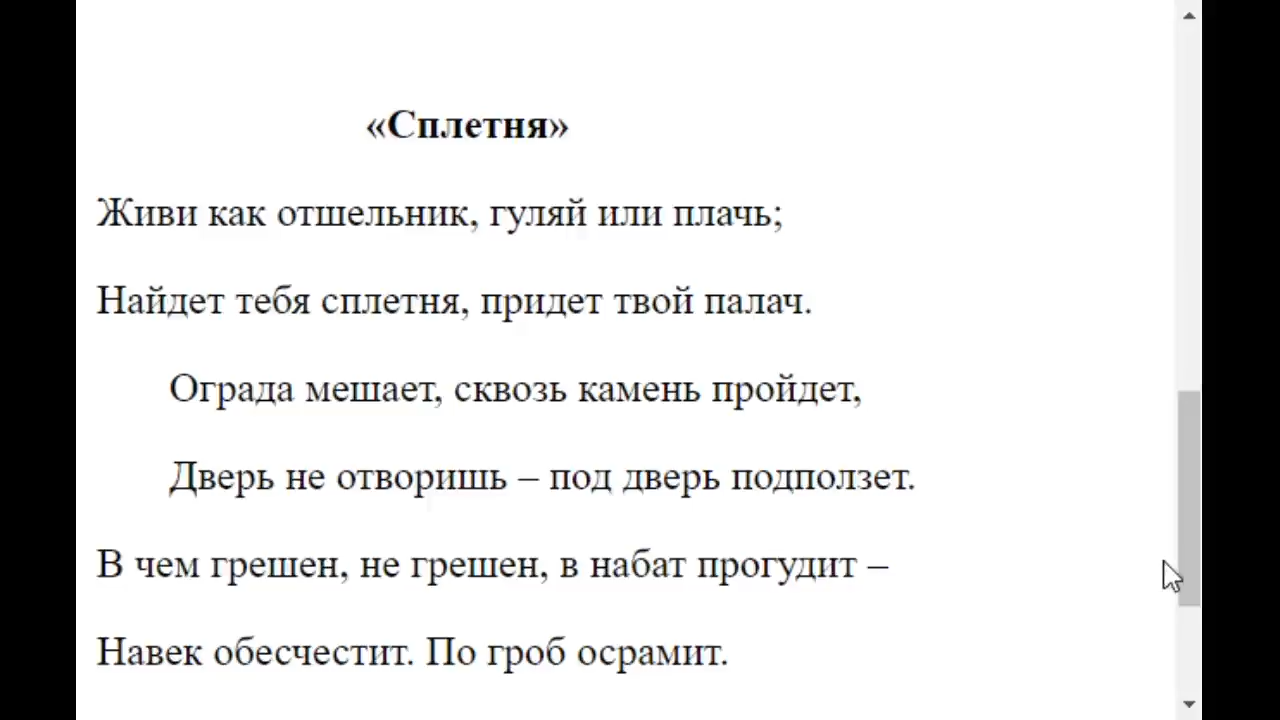 «Сплетня»
Живи как отшельник, гуляй или плачь;
Найдет тебя сплетня, придет твой палач.
Ограда мешает, сквозь камень пройдет,
Дверь не отворишь – под дверь подползет.
В чем грешен, не грешен, в набат прогудит –
Навек обесчестит. По гроб осрамит.